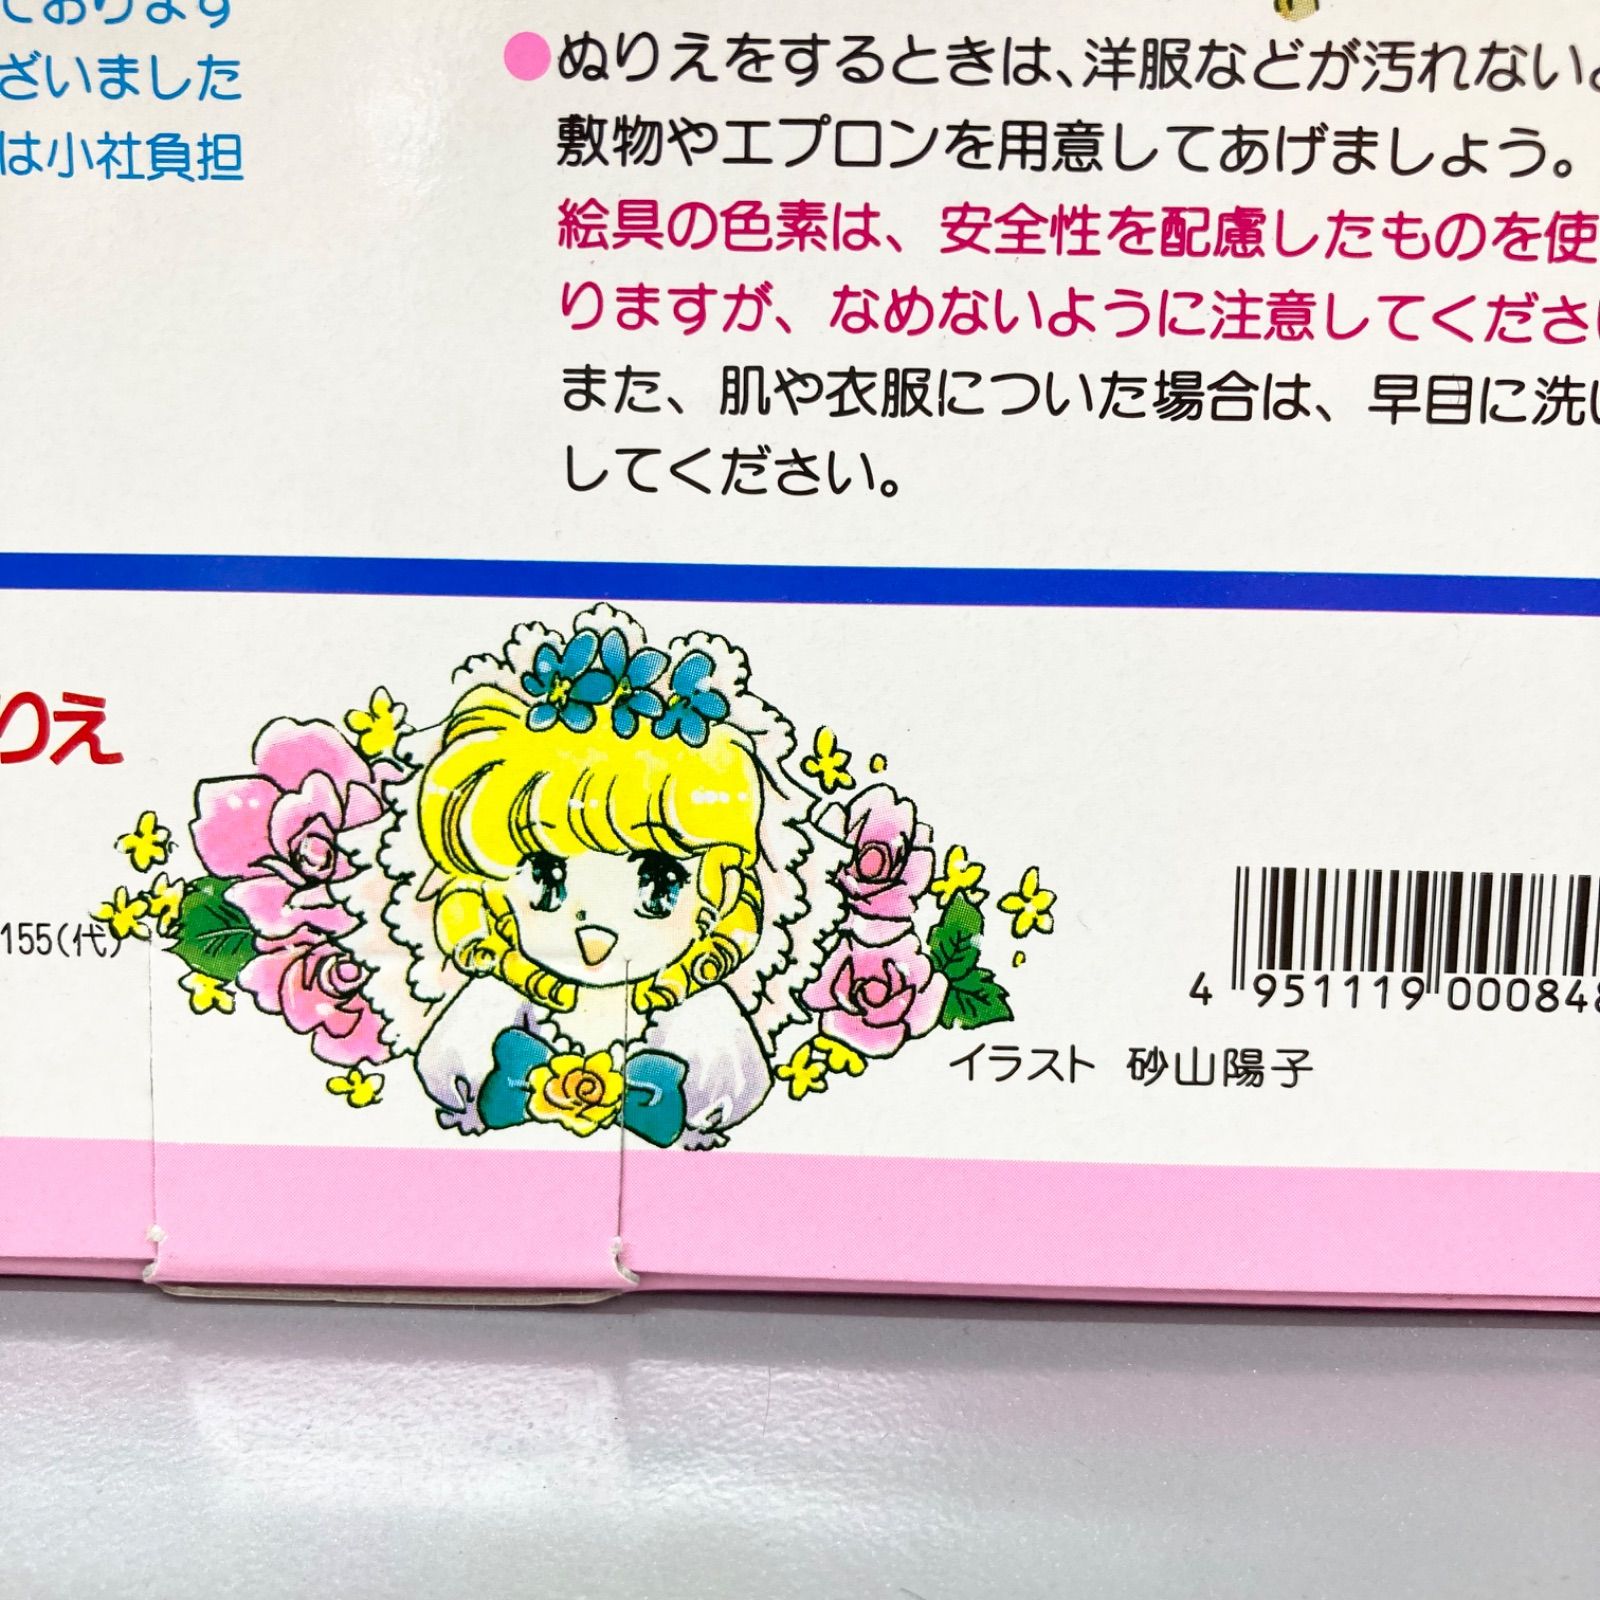 ております
ざいました
は小社負担
●ぬりえをするときは、洋服などが汚れない
敷物やエプロンを用意してあげましょう。
絵具の色素は、安全性を配慮したものを使
りますが、なめないように注意してください
また、肌や衣服についた場合は、早目に洗い
してください。
りえ
155(代)
4 951119 000848
イラスト 砂山陽子